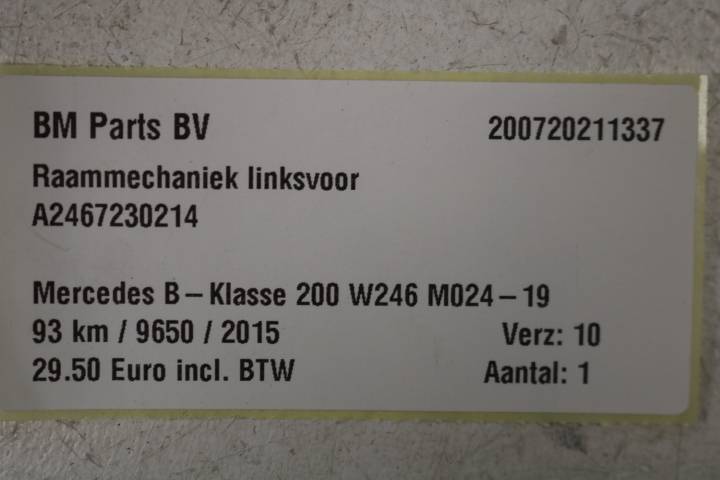 BM Parts BV 200720211337
Raammechaniek linksvoor
A2467230214
Mercedes B-Klasse 200 W246 M024-19
93 km / 9650 / 2015 Verz: 10
29.50 Euro incl. BTW Aantal: 1